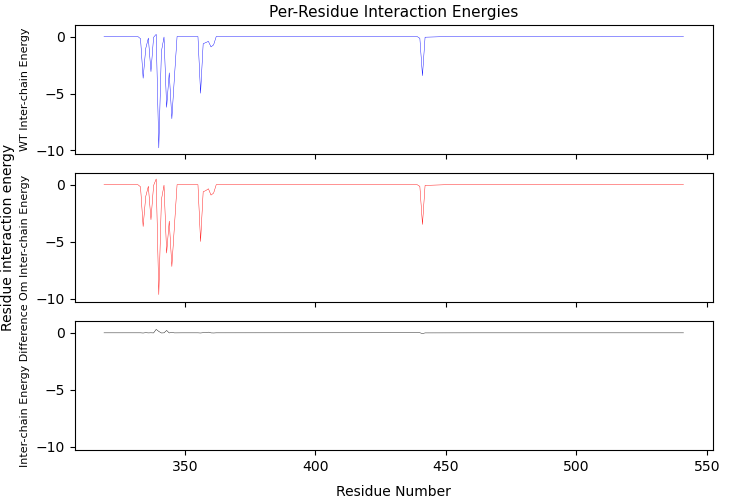 Per-Residue Interaction Energies
Residue interaction energy
WT Inter-chain Energy
0
−5
−10
Om Inter-chain Energy
0
−5
−10
Inter-chain Energy Difference
0
−5
−10
350
400
450
500
550
Residue Number